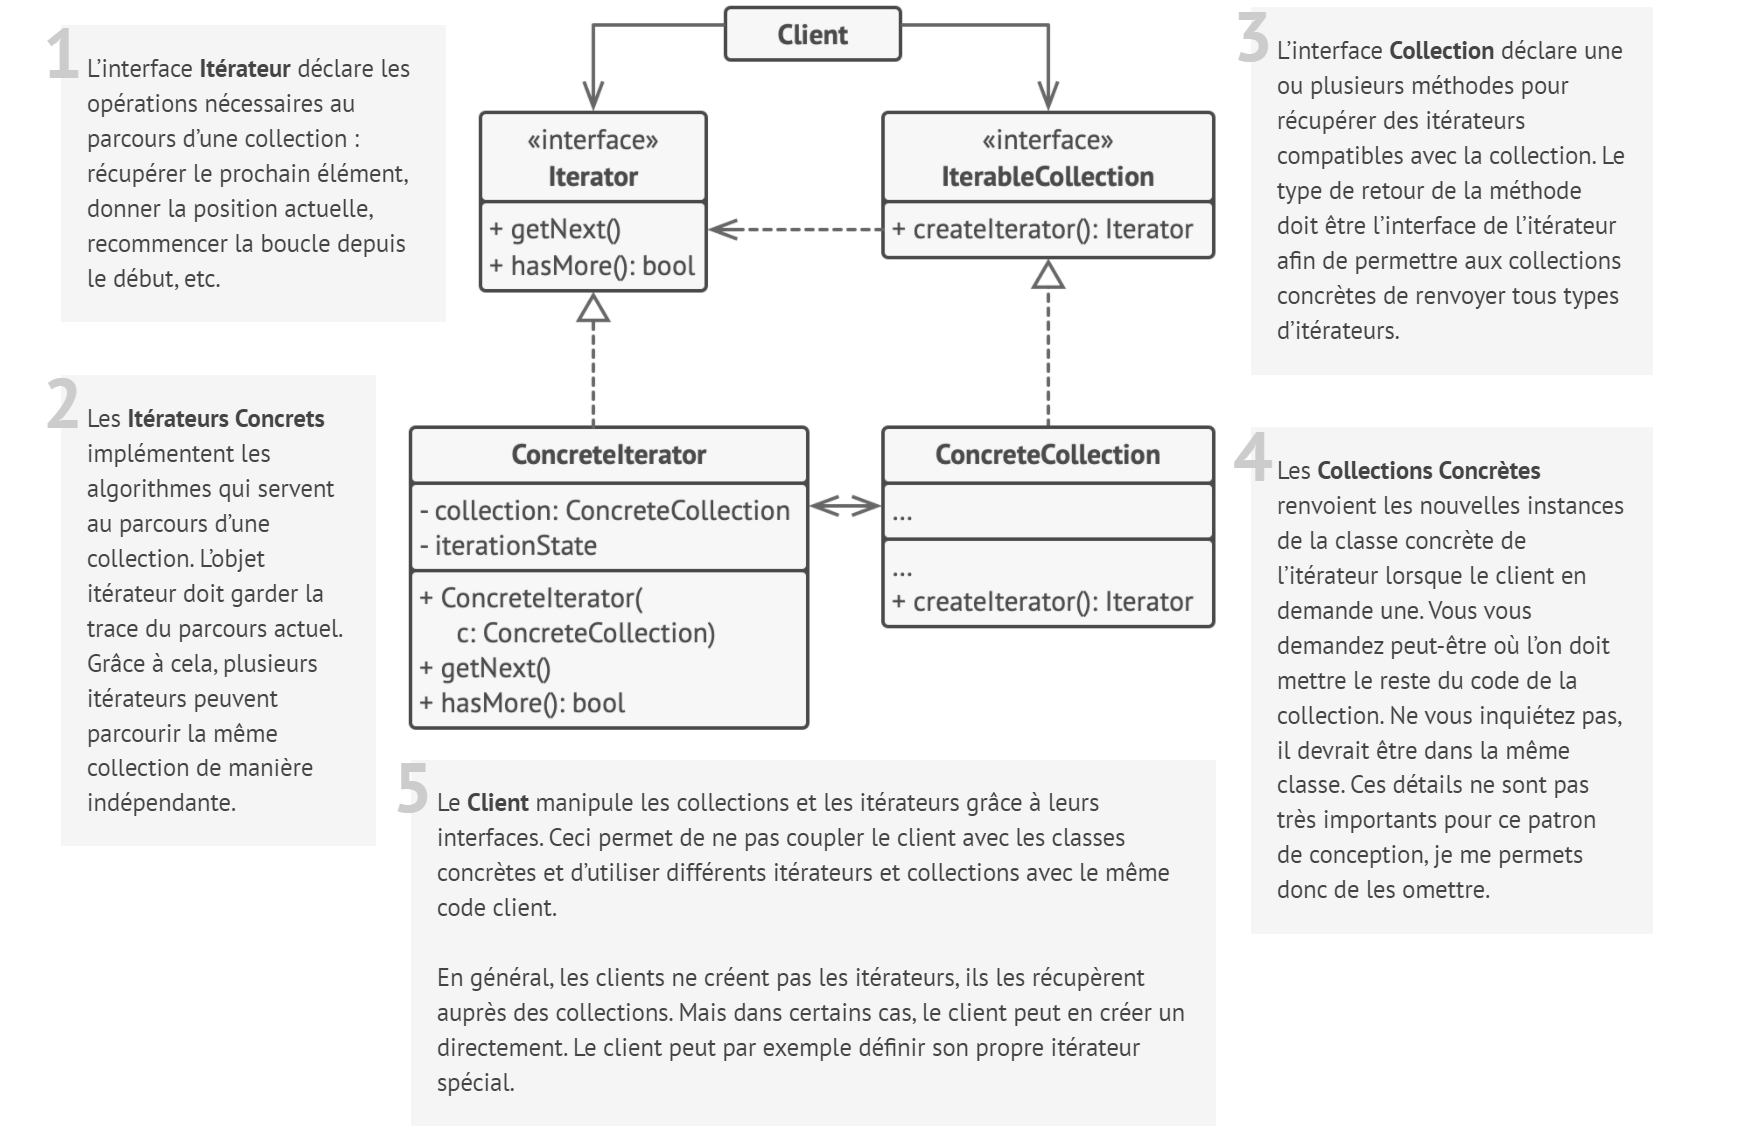 1
L’interface Itérateur déclare les
opérations nécessaires au
parcours d’une collection :
récupérer le prochain élément,
donner la position actuelle,
recommencer la boucle depuis
le début, etc.
Client
«interface»
Iterator
+ getNext()
+ hasMore(): bool
«interface»
IterableCollection
+ createIterator(): Iterator
3
L’interface Collection déclare une
ou plusieurs méthodes pour
récupérer des itérateurs
compatibles avec la collection. Le
type de retour de la méthode
doit être l’interface de l’itérateur
afin de permettre aux collections
concrètes de renvoyer tous types
d’itérateurs.
2
Les Itérateurs Concrets
implémentent les
algorithmes qui servent
au parcours d’une
collection. L’objet
itérateur doit garder la
trace du parcours actuel.
Grâce à cela, plusieurs
itérateurs peuvent
parcourir la même
collection de manière
indépendante.
ConcreteIterator
- collection: ConcreteCollection
- iterationState
+ ConcreteIterator(
c: ConcreteCollection)
+ getNext()
+ hasMore(): bool
ConcreteCollection
...
...
+ createIterator(): Iterator
4
Les Collections Concrètes
renvoient les nouvelles instances
de la classe concrète de
l’itérateur lorsque le client en
demande une. Vous vous
demandez peut-être où l’on doit
mettre le reste du code de la
collection. Ne vous inquiétez pas,
il devrait être dans la même
classe. Ces détails ne sont pas
très importants pour ce patron
de conception, je me permets
donc de les omettre.
5
Le Client manipule les collections et les itérateurs grâce à leurs
interfaces. Ceci permet de ne pas coupler le client avec les classes
concrètes et d’utiliser différents itérateurs et collections avec le même
code client.
En général, les clients ne créent pas les itérateurs, ils les récupèrent
auprès des collections. Mais dans certains cas, le client peut en créer un
directement. Le client peut par exemple définir son propre itérateur
spécial.